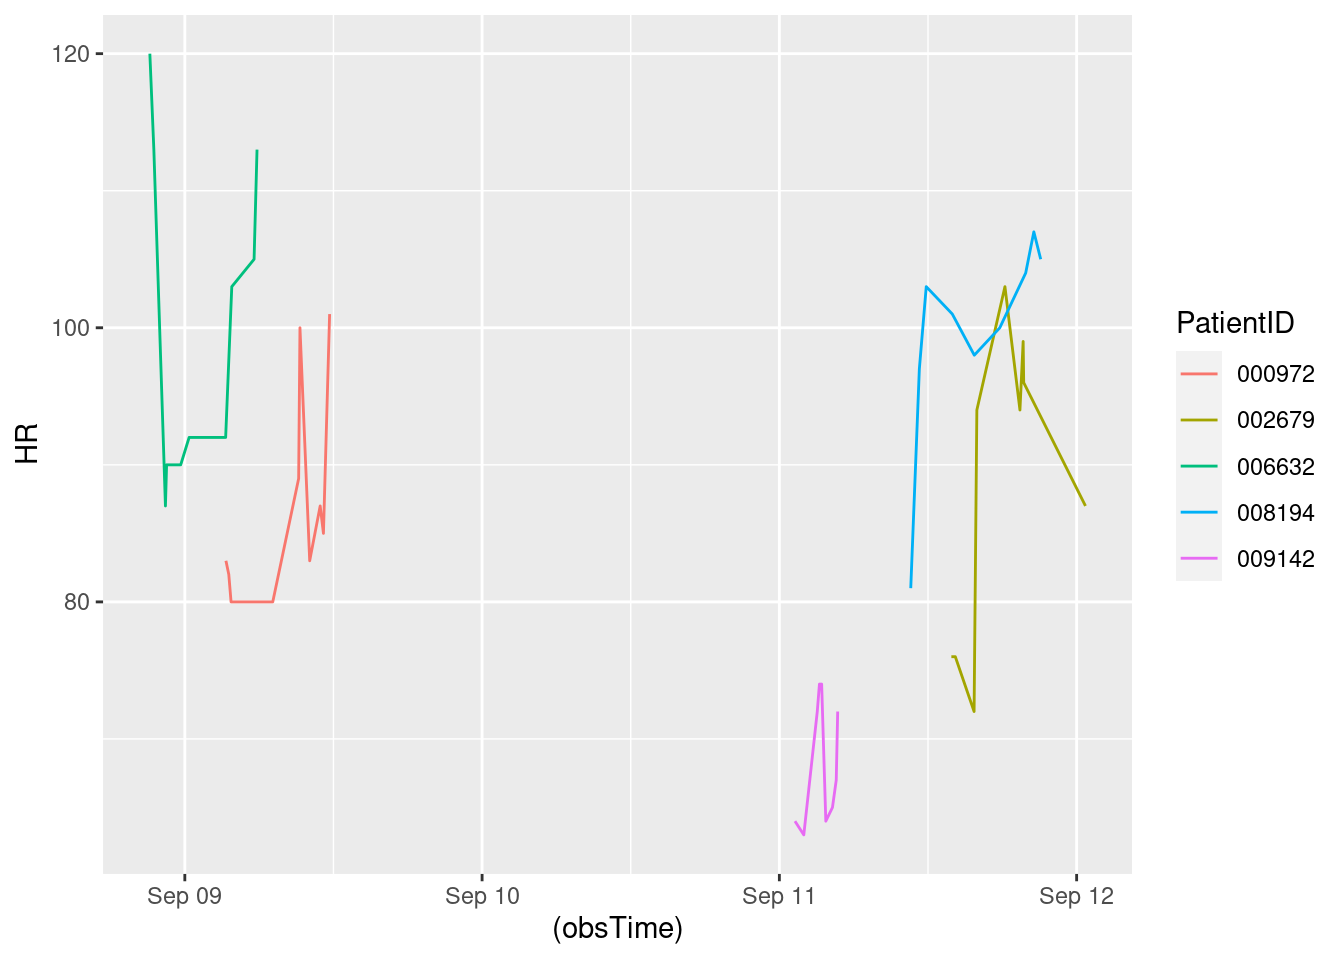 120
100
80
HR
Sep 09
Sep 10
Sep 11
Sep 12
(obsTime)
PatientID
000972
002679
006632
008194
009142